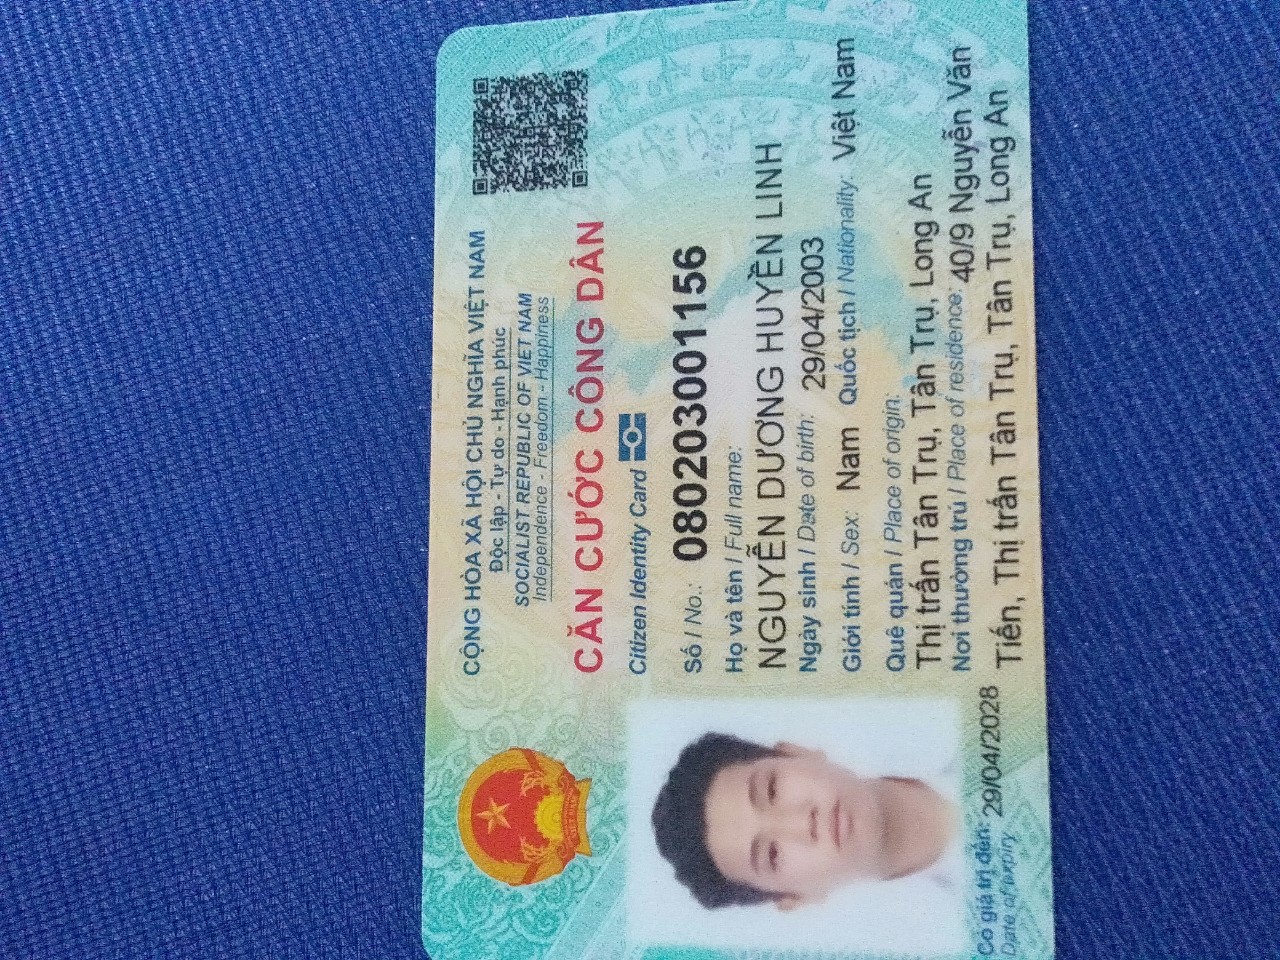 CỘNG HÒA XÃ HỘI CHỦ NGHĨA VIỆT NAM
Độc lập - Tự do - Hạnh phúc
SOCIALIST REPUBLIC OF VIET NAM
Independence - Freedom - Happiness
CĂN CƯỚC CÔNG DÂN
Citizen Identity Card
Số / No.: 080203001156
Họ và tên / Full name:
NGUYỄN DƯƠNG HUYỀN LINH
Ngày sinh / Date of birth: 29/04/2003
Giới tính / Sex: Nam Quốc tịch / Nationality: Việt Nam
Quê quán / Place of origin:
Thị trấn Tân Trụ, Tân Trụ, Long An
Nơi thường trú / Place of residence: 40/9 Nguyễn Văn
Tiến, Thị trấn Tân Trụ, Tân Trụ, Long An
Có giá trị đến: 29/04/2028
Date of expiry